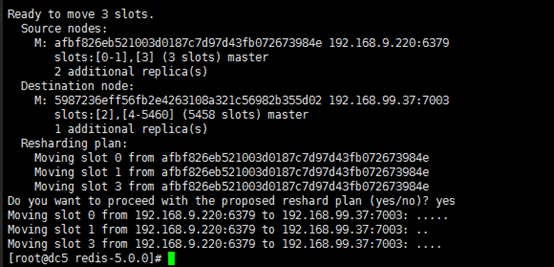 Ready to move 3 slots.
Source nodes:
M: afbf826eb521003d0187c7d97d43fb072673984e 192.168.9.220:6379
slots:[0-1],[3] (3 slots) master
2 additional replica(s)
Destination node:
M: 5987236eff56fb2e4263108a321c56982b355d02 192.168.99.37:7003
slots:[2],[4-5460] (5458 slots) master
1 additional replica(s)
Resharding plan:
Moving slot 0 from afbf826eb521003d0187c7d97d43fb072673984e
Moving slot 1 from afbf826eb521003d0187c7d97d43fb072673984e
Moving slot 3 from afbf826eb521003d0187c7d97d43fb072673984e
Do you want to proceed with the proposed reshard plan (yes/no)? yes
Moving slot 0 from 192.168.9.220:6379 to 192.168.99.37:7003: .....
Moving slot 1 from 192.168.9.220:6379 to 192.168.99.37:7003: ..
Moving slot 3 from 192.168.9.220:6379 to 192.168.99.37:7003: ....
[root@dc5 redis-5.0.0]#